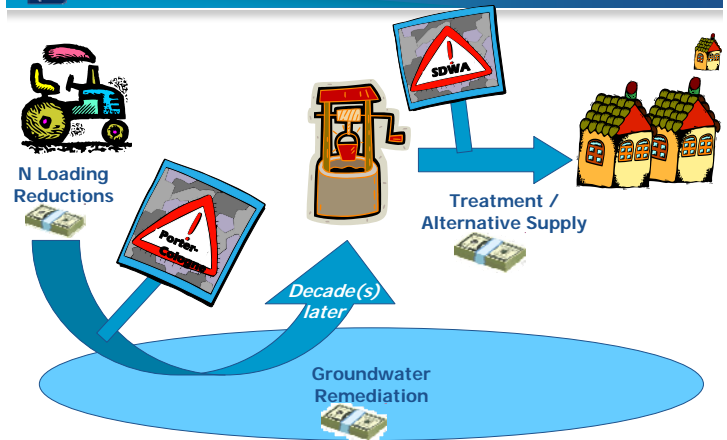 SDWA
N Loading
Reductions
Treatment /
Alternative Supply
Porter-
Cologne
Decade(s)
later
Groundwater
Remediation